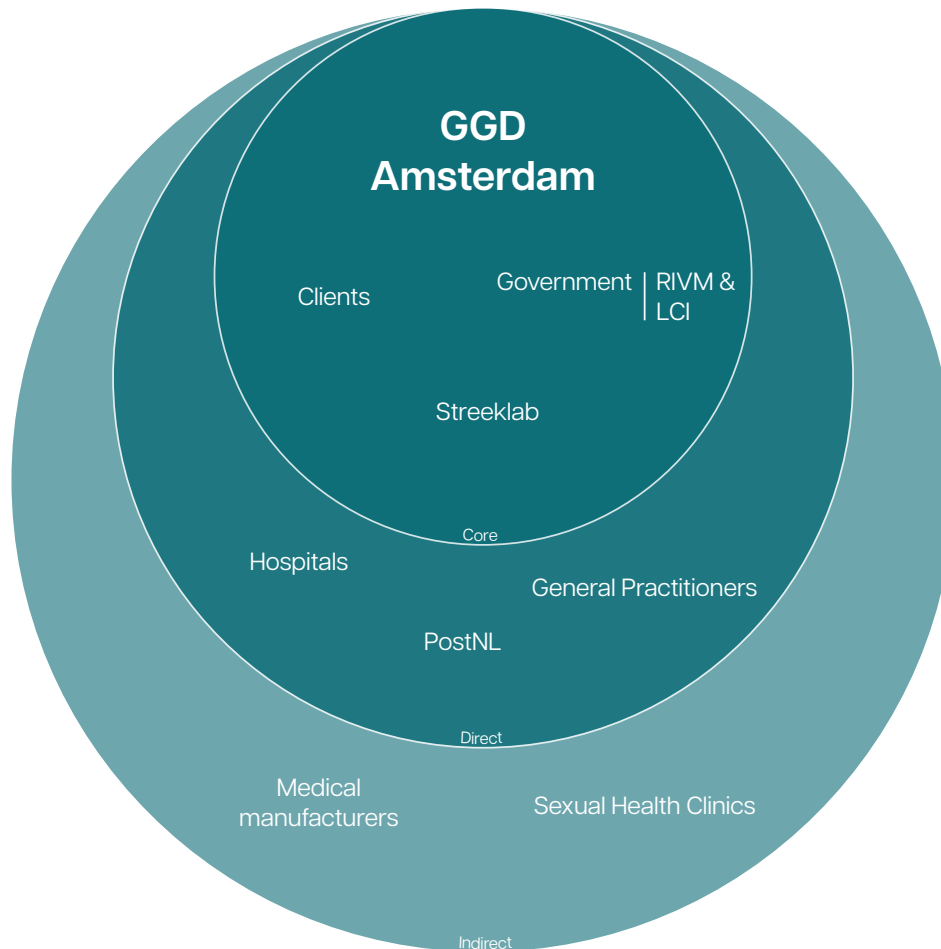 GGD
Amsterdam
Clients
Government
RIVM &
LCI
Streeklab
Core
Hospitals
General Practitioners
PostNL
Direct
Medical
manufacturers
Sexual Health Clinics
Indirect